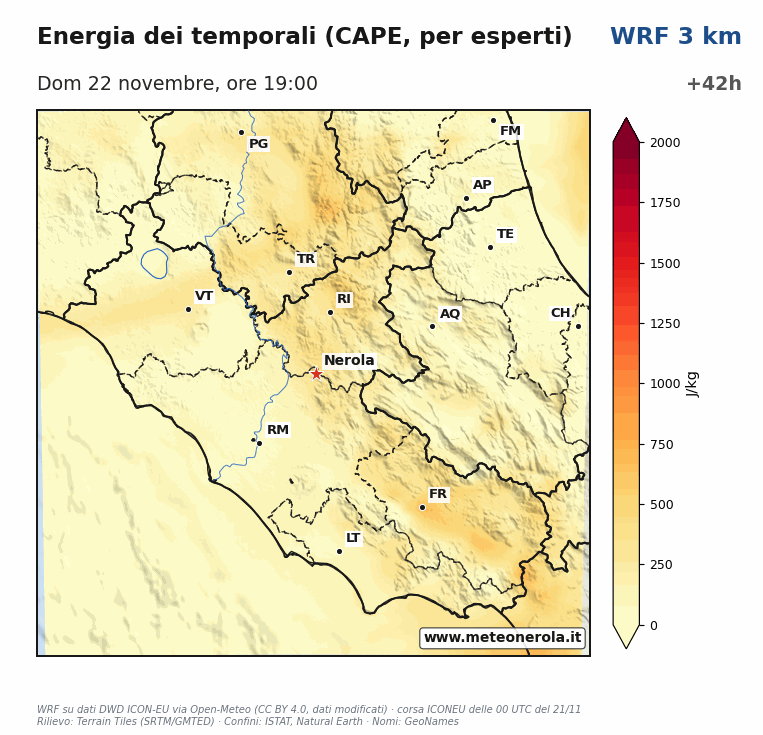 Energia dei temporali (CAPE, per esperti) WRF 3 km
Dom 22 novembre, ore 19:00 +42h
FM
PG
AP
TE
TR
VT
RI
AQ
CH
Nerola
RM
FR
LT
www.meteonerola.it
2000
1750
1500
1250
1000
750
500
250
0
J/kg
WRF su dati DWD ICON-EU via Open-Meteo (CC BY 4.0, dati modificati) · corsa ICONEU delle 00 UTC del 21/11
Rilievo: Terrain Tiles (SRTM/GMTED) · Confini: ISTAT, Natural Earth · Nomi: GeoNames